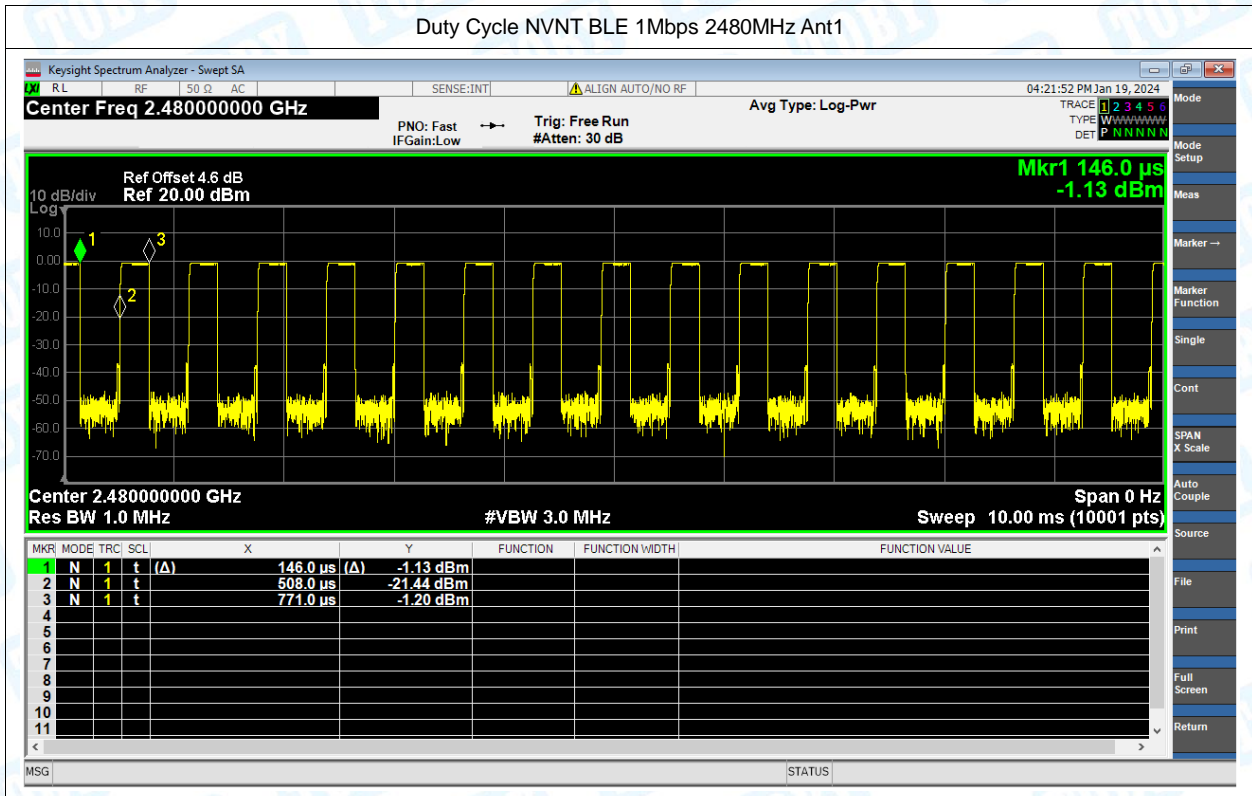 Duty Cycle NVNT BLE 1Mbps 2480MHz Ant1
Keysight Spectrum Analyzer - Swept SA
LXI RL RF 50 Ω AC SENSE:INT ALIGN AUTO/NO RF 04:21:52 PM Jan 19, 2024
Center Freq 2.480000000 GHz
PNO: Fast
IFGain:Low
Trig: Free Run
#Atten: 30 dB
Avg Type: Log-Pwr
TRACE 1 2 3 4 5 6
TYPE WWWWWW
DET P N N N N N
Mkr1 146.0 µs
-1.13 dBm
Ref Offset 4.6 dB
10 dB/div Ref 20.00 dBm
Log
10.0
0.00
-10.0
-20.0
-30.0
-40.0
-50.0
-60.0
-70.0
1
2
3
Center 2.480000000 GHz Span 0 Hz
Res BW 1.0 MHz #VBW 3.0 MHz Sweep 10.00 ms (10001 pts)
MKR MODE TRC SCL X Y FUNCTION FUNCTION WIDTH FUNCTION VALUE
1 N 1 t (Δ) 146.0 µs (Δ) -1.13 dBm
2 N 1 t 508.0 µs -21.44 dBm
3 N 1 t 771.0 µs -1.20 dBm
4
5
6
7
8
9
10
11
MSG STATUS
Mode
Mode
Setup
Meas
Marker →
Marker
Function
Single
Cont
SPAN
X Scale
Auto
Couple
Source
File
Print
Full
Screen
Return
TOBY